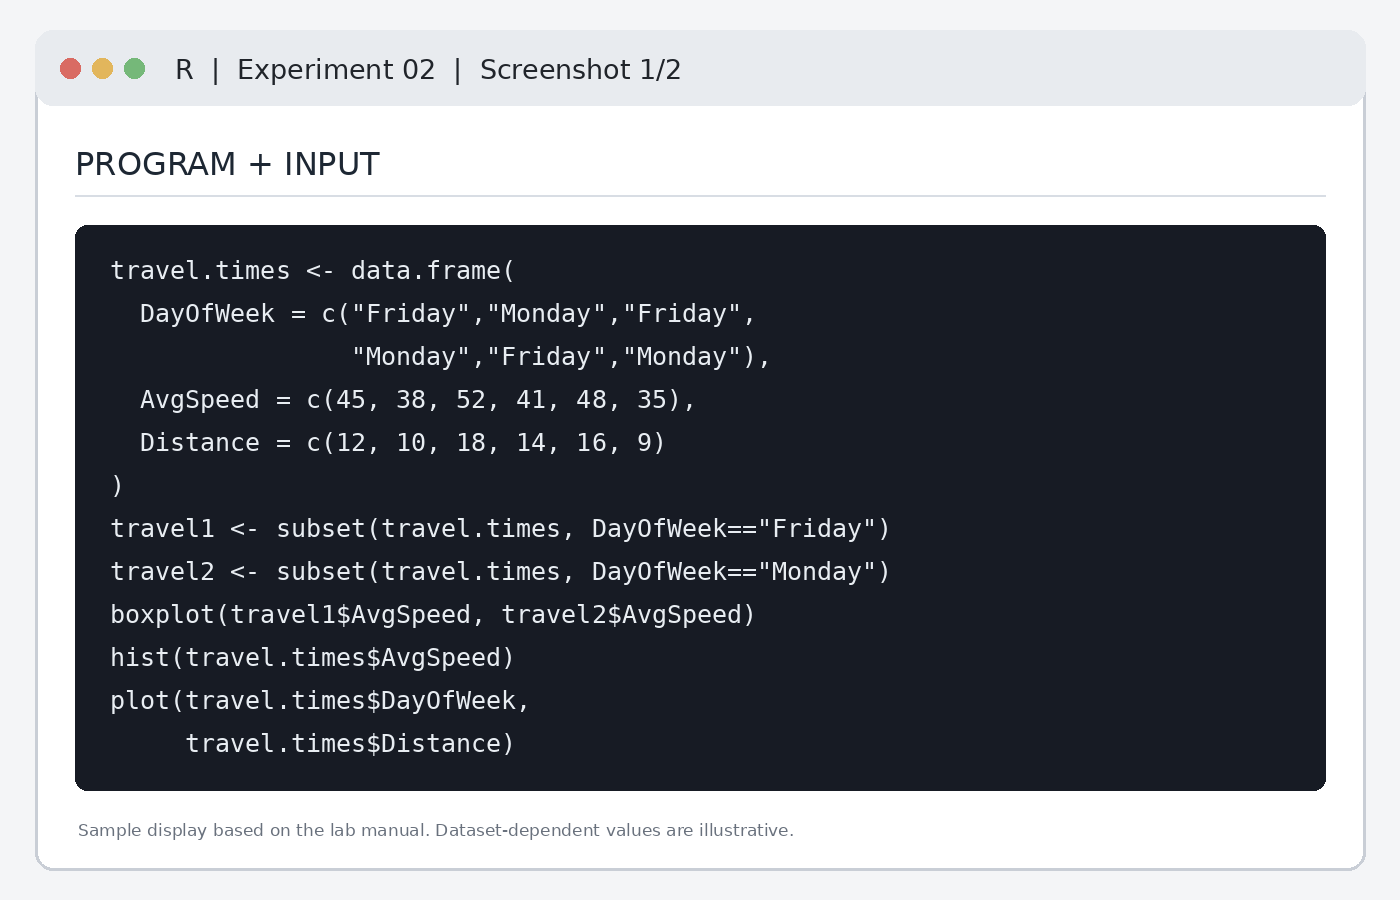 R | Experiment 02 | Screenshot 1/2
PROGRAM + INPUT
travel.times <- data.frame(
  DayOfWeek = c("Friday","Monday","Friday",
                "Monday","Friday","Monday"),
  AvgSpeed = c(45, 38, 52, 41, 48, 35),
  Distance = c(12, 10, 18, 14, 16, 9)
)
travel1 <- subset(travel.times, DayOfWeek=="Friday")
travel2 <- subset(travel.times, DayOfWeek=="Monday")
boxplot(travel1$AvgSpeed, travel2$AvgSpeed)
hist(travel.times$AvgSpeed)
plot(travel.times$DayOfWeek,
     travel.times$Distance)
Sample display based on the lab manual. Dataset-dependent values are illustrative.